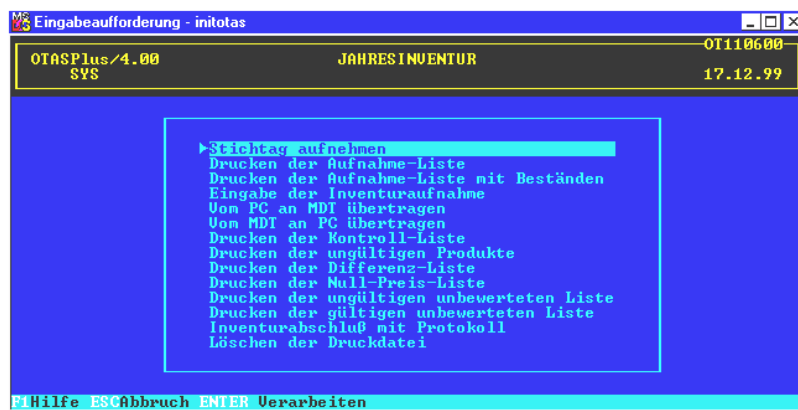 Eingabeaufforderung - initotas
OT110600
OTASPlus/4.00 JAHRESINVENTUR
SYS 17.12.99
Stichtag aufnehmen
Drucken der Aufnahme-Liste
Drucken der Aufnahme-Liste mit Beständen
Eingabe der Inventuraufnahme
Vom PC an MDT übertragen
Vom MDT an PC übertragen
Drucken der Kontroll-Liste
Drucken der ungültigen Produkte
Drucken der Differenz-Liste
Drucken der Null-Preis-Liste
Drucken der ungültigen unbewerteten Liste
Drucken der gültigen unbewerteten Liste
Inventurabschluß mit Protokoll
Löschen der Druckdatei
F1Hilfe ESCAbbruch ENTER Verarbeiten